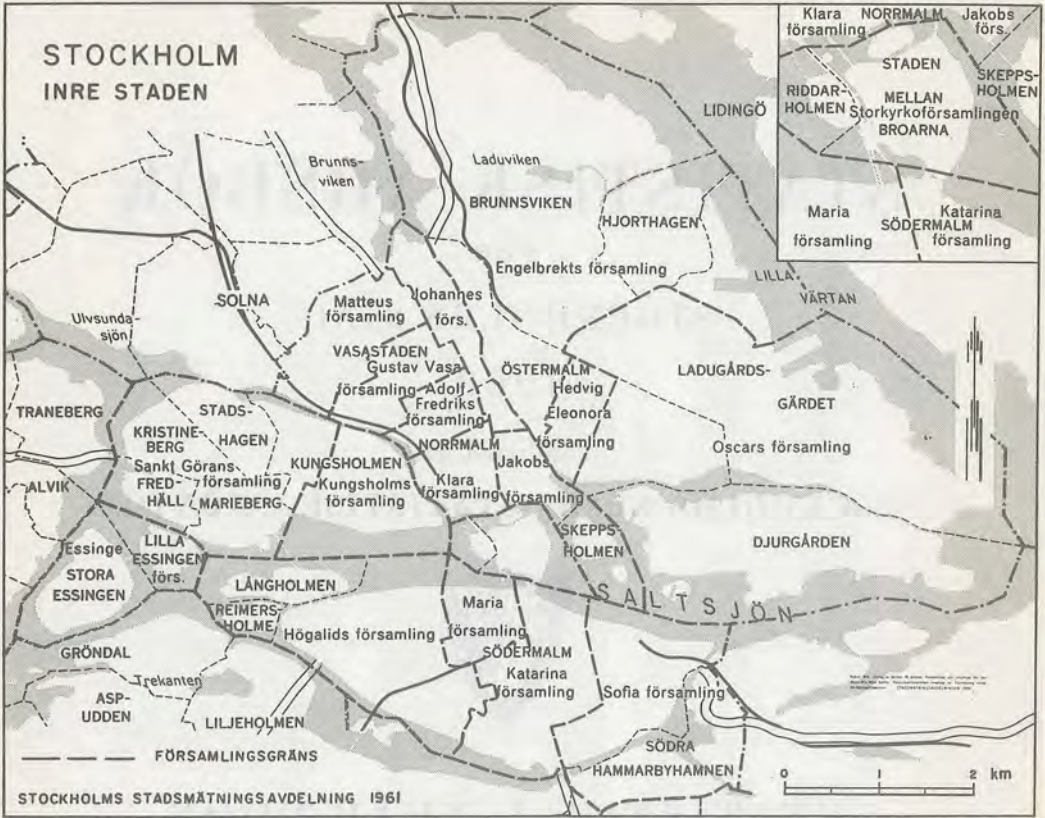 STOCKHOLM
INRE STADEN
Klara
församling
NORRMALM
Jakobs
förs.
STADEN
SKEPPS-
HOLMEN
RIDDAR-
HOLMEN
MELLAN
Storkyrkoförsamlingen
BROARNA
Maria
församling
SÖDERMALM
Katarina
församling
LIDINGÖ
Brunns-
viken
Laduviken
BRUNNSVIKEN
HJORTHAGEN
Engelbrekts församling
LILLA
VÄRTAN
SOLNA
Matteus
församling
Johannes
förs.
Ulvsunda-
sjön
VASASTADEN
Gustav Vasa
församling
Adolf
Fredriks
församling
ÖSTERMALM
Hedvig
Eleonora
församling
LADUGÅRDS-
GÄRDET
Oscars församling
TRANEBERG
STADS-
HAGEN
KRISTINE-
BERG
Sankt Görans
församling
FRED-
HÄLL
MARIEBERG
ALVIK
KUNGSHOLMEN
Kungsholms
församling
NORRMALM
Klara
församling
Jakobs
församling
SKEPPS-
HOLMEN
DJURGÅRDEN
Essinge
STORA
ESSINGEN
LILLA
ESSINGEN
förs.
LÅNGHOLMEN
REIMERS-
HOLME
SALTSJÖN
Högalids församling
Maria
församling
SÖDERMALM
Katarina
församling
Sofia församling
GRÖNDAL
Trekanten
ASP-
UDDEN
LILJEHOLMEN
SÖDRA
HAMMARBYHAMNEN
FÖRSAMLINGSGRÄNS
0 1 2 km
STOCKHOLMS STADSMÄTNINGSAVDELNING 1961